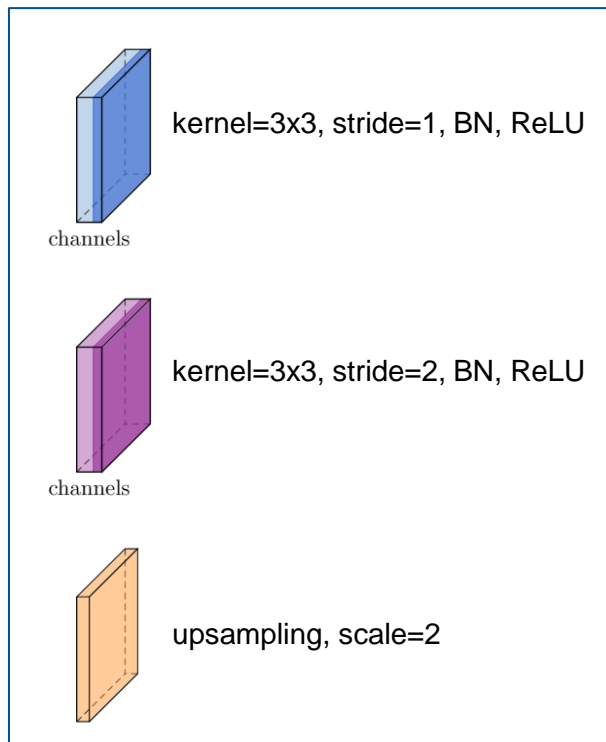 kernel=3x3, stride=1, BN, ReLU
channels
kernel=3x3, stride=2, BN, ReLU
channels
upsampling, scale=2